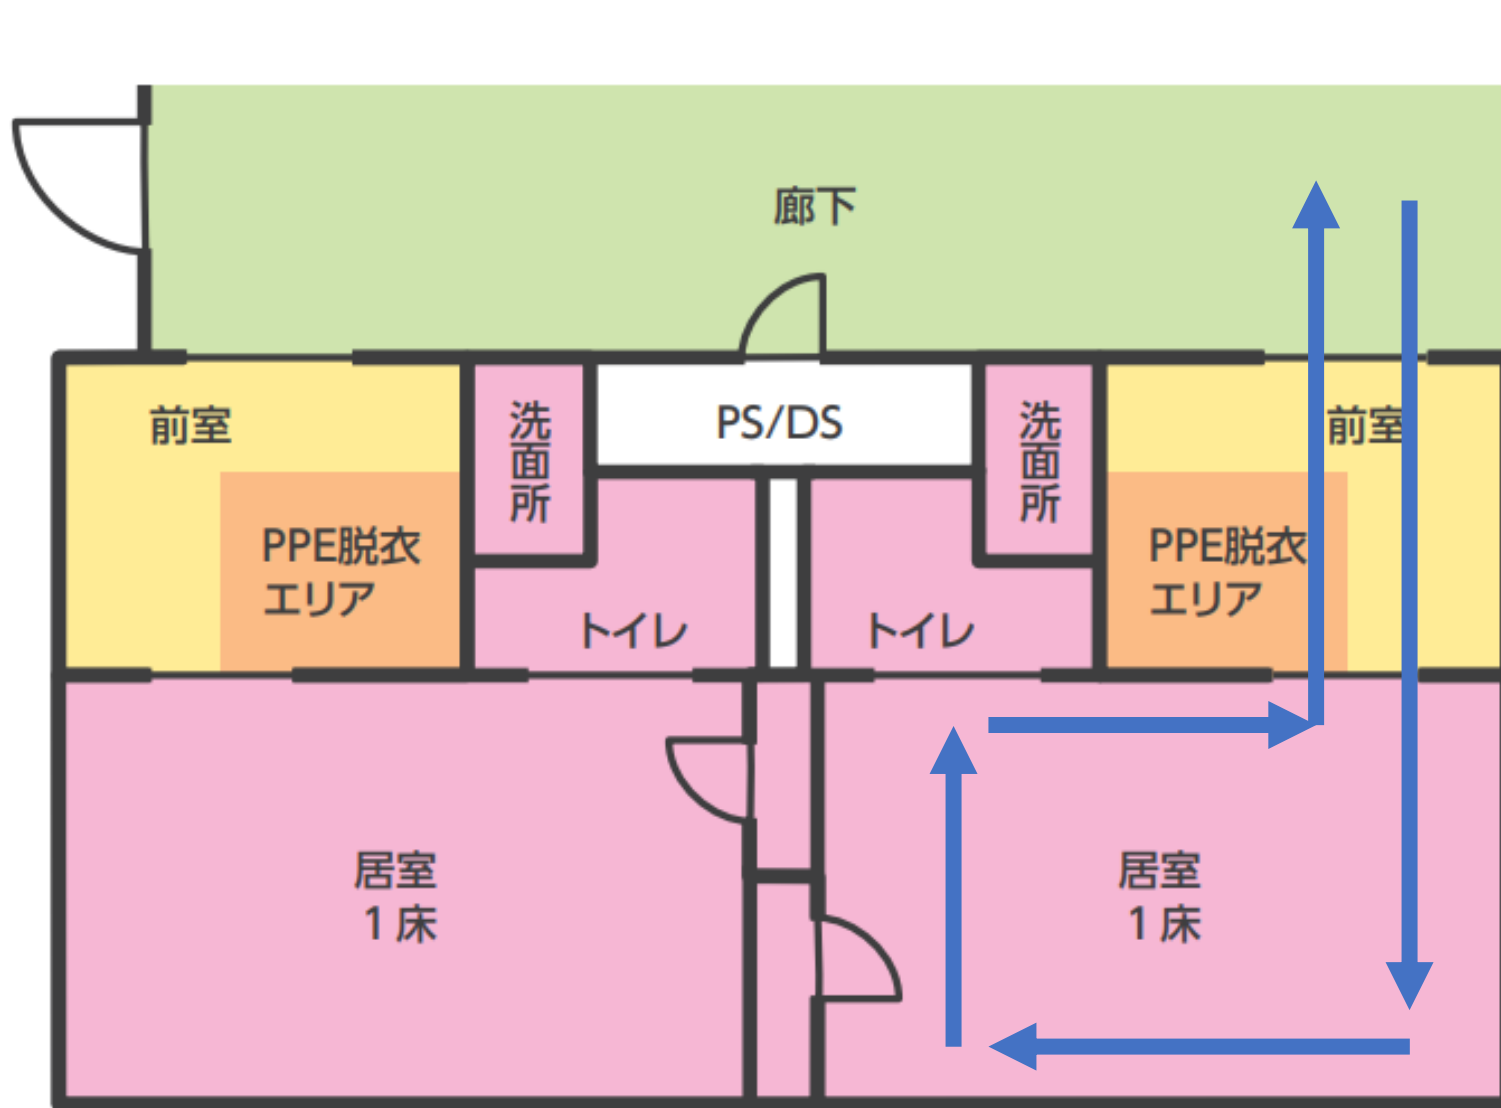 廊下
前室
洗面所
PS/DS
洗面所
前室
PPE脱衣
エリア
トイレ
トイレ
PPE脱衣
エリア
居室
1床
居室
1床